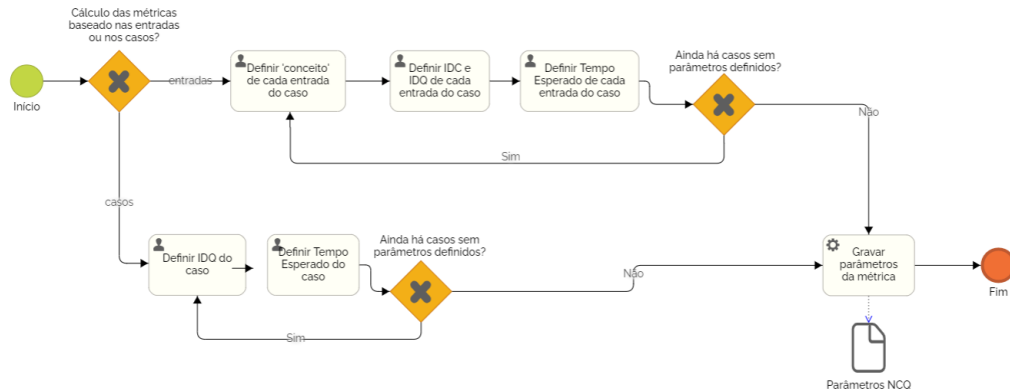 Cálculo das métricas
baseado nas entradas
ou nos casos?
Início
entradas
Definir 'conceito'
de cada entrada
do caso
Definir IDC e
IDQ de cada
entrada do caso
Definir Tempo
Esperado de cada
entrada do caso
Ainda há casos sem
parâmetros definidos?
Não
Sim
casos
Definir IDQ do
caso
Definir Tempo
Esperado do
caso
Ainda há casos sem
parâmetros definidos?
Não
Sim
Gravar
parâmetros
da métrica
Fim
Parâmetros NCQ